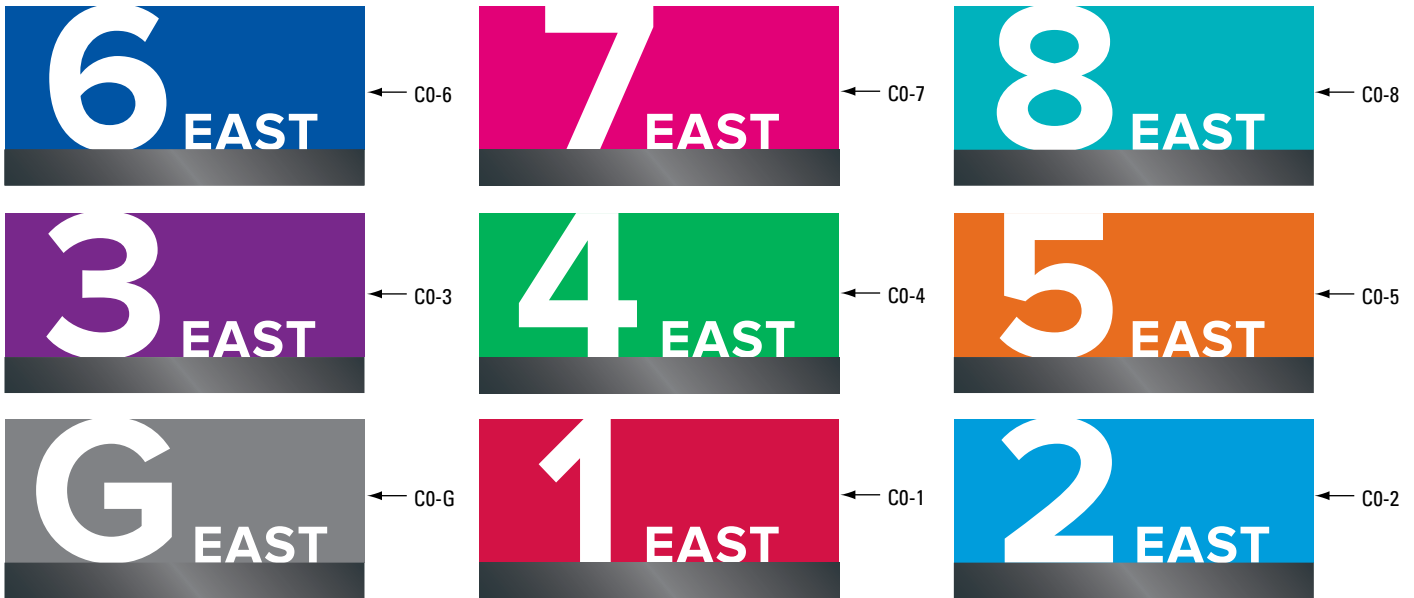 6 EAST
C0-6
7 EAST
C0-7
8 EAST
C0-8
3 EAST
C0-3
4 EAST
C0-4
5 EAST
C0-5
G EAST
C0-G
1 EAST
C0-1
2 EAST
C0-2